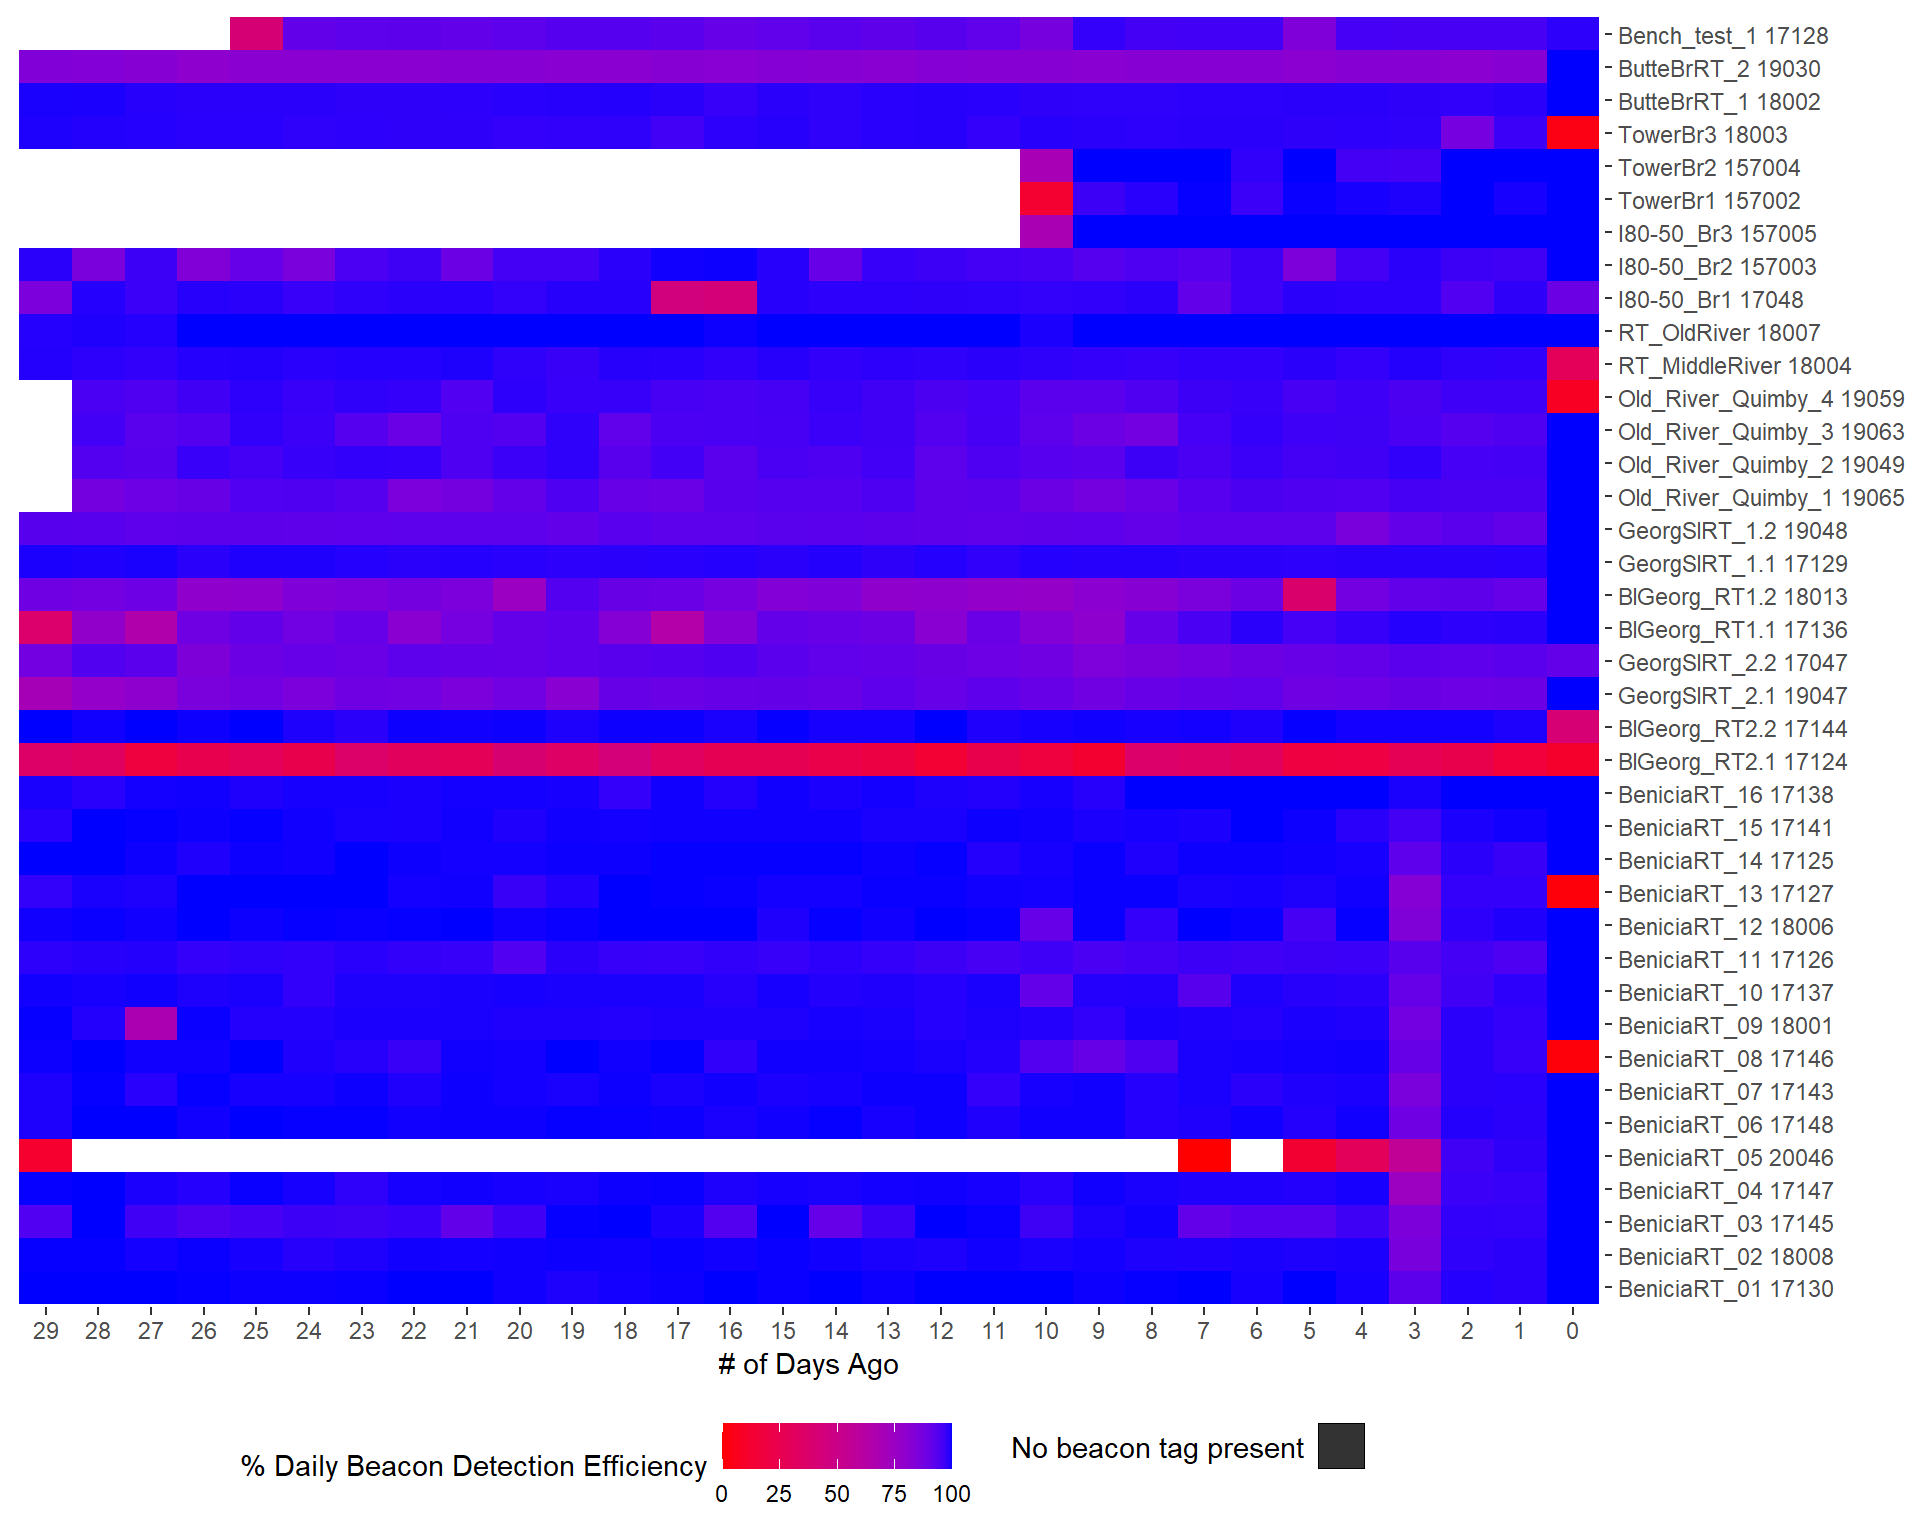 Bench_test_1 17128
ButteBrRT_2 19030
ButteBrRT_1 18002
TowerBr3 18003
TowerBr2 157004
TowerBr1 157002
I80-50_Br3 157005
I80-50_Br2 157003
I80-50_Br1 17048
RT_OldRiver 18007
RT_MiddleRiver 18004
Old_River_Quimby_4 19059
Old_River_Quimby_3 19063
Old_River_Quimby_2 19049
Old_River_Quimby_1 19065
GeorgSlRT_1.2 19048
GeorgSlRT_1.1 17129
BlGeorg_RT1.2 18013
BlGeorg_RT1.1 17136
GeorgSlRT_2.2 17047
GeorgSlRT_2.1 19047
BlGeorg_RT2.2 17144
BlGeorg_RT2.1 17124
BeniciaRT_16 17138
BeniciaRT_15 17141
BeniciaRT_14 17125
BeniciaRT_13 17127
BeniciaRT_12 18006
BeniciaRT_11 17126
BeniciaRT_10 17137
BeniciaRT_09 18001
BeniciaRT_08 17146
BeniciaRT_07 17143
BeniciaRT_06 17148
BeniciaRT_05 20046
BeniciaRT_04 17147
BeniciaRT_03 17145
BeniciaRT_02 18008
BeniciaRT_01 17130
29 28 27 26 25 24 23 22 21 20 19 18 17 16 15 14 13 12 11 10 9 8 7 6 5 4 3 2 1 0
# of Days Ago
% Daily Beacon Detection Efficiency
0 25 50 75 100
No beacon tag present